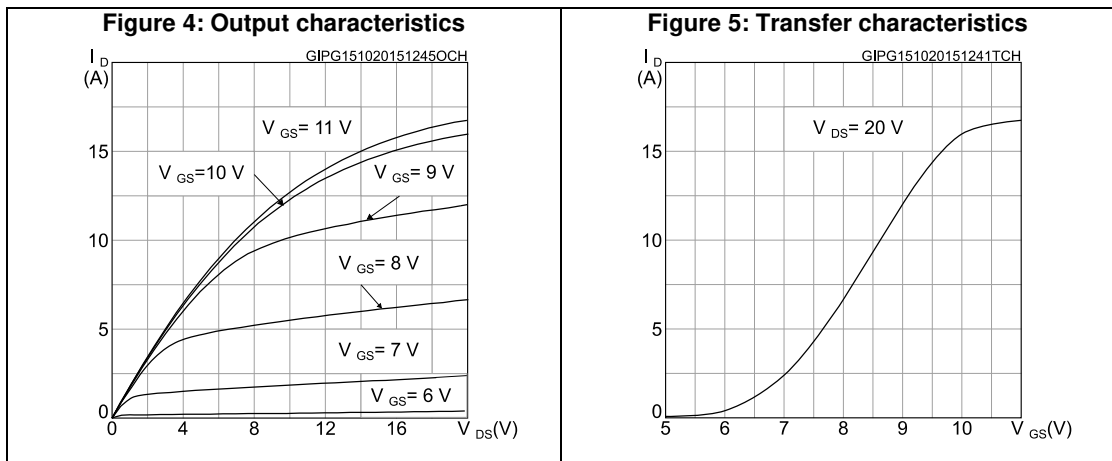 Figure 4: Output characteristics
GIPG151020151245OCH
I D
(A)
15
10
5
0
V GS= 11 V
V GS=10 V
V GS= 9 V
V GS= 8 V
V GS= 7 V
V GS= 6 V
0 4 8 12 16 V DS(V)
Figure 5: Transfer characteristics
GIPG151020151241TCH
I D
(A)
15
10
5
0
V DS= 20 V
5 6 7 8 9 10 V GS(V)